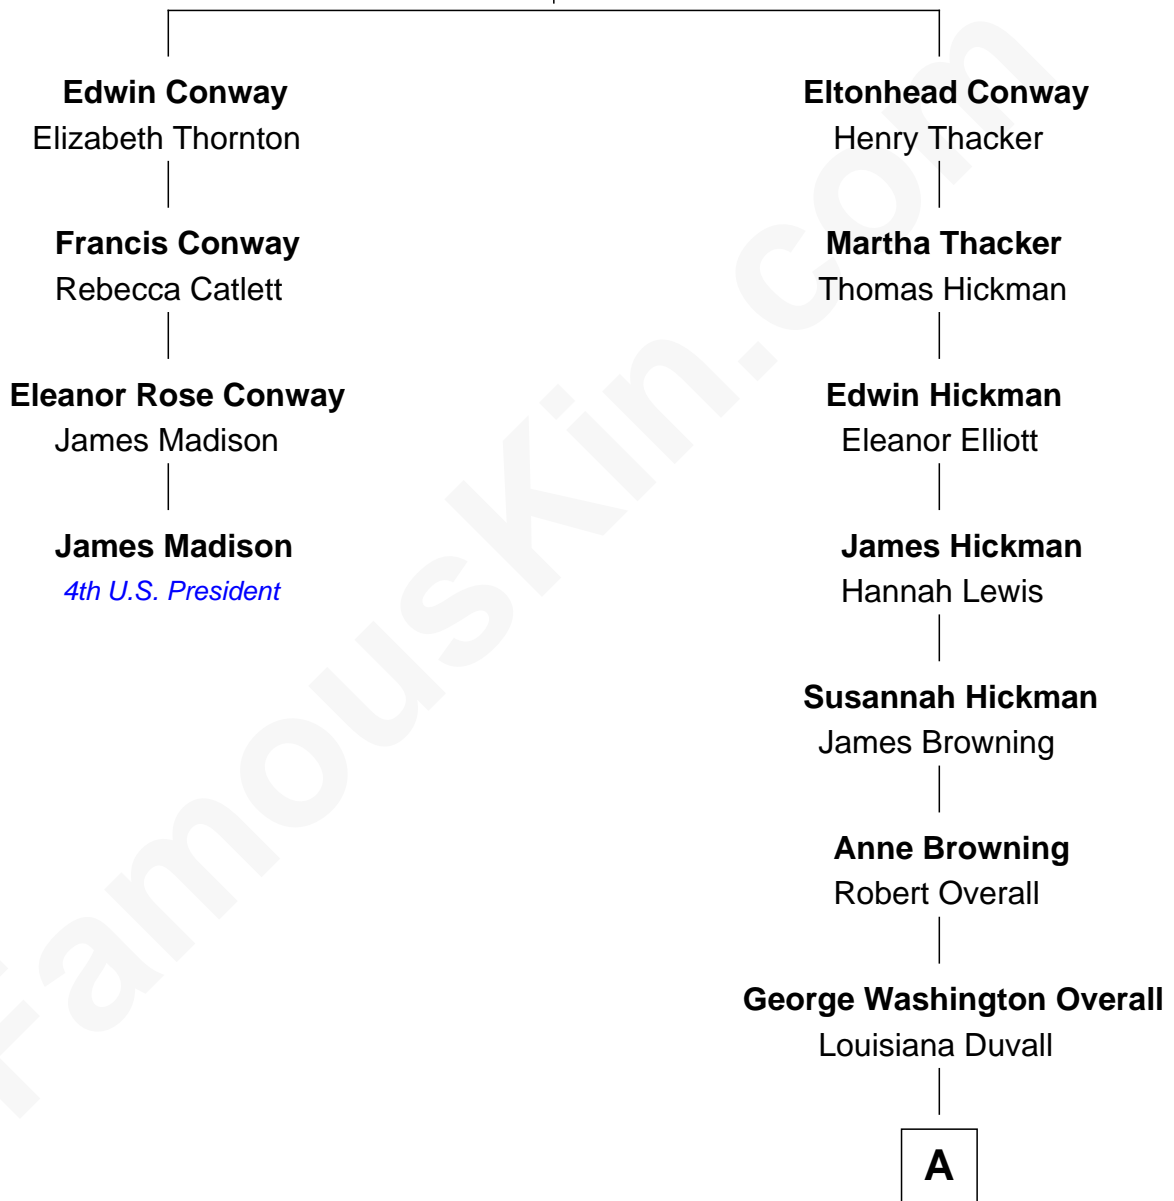 Edwin Conway
Elizabeth Thornton
Francis Conway
Rebecca Catlett
Eleanor Rose Conway
James Madison
James Madison
4th U.S. President
Eltonhead Conway
Henry Thacker
Martha Thacker
Thomas Hickman
Edwin Hickman
Eleanor Elliott
James Hickman
Hannah Lewis
Susannah Hickman
James Browning
Anne Browning
Robert Overall
George Washington Overall
Louisiana Duvall
A
FamousKin.com